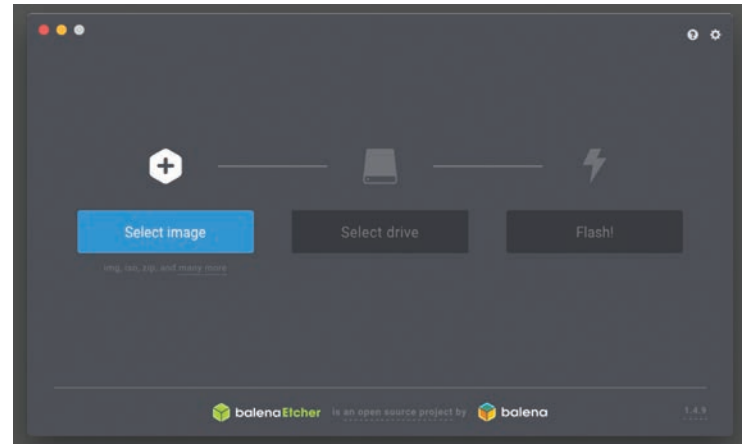 Select image
Select drive
Flash!
img, iso, zip, and many more
balenaEtcher is an open source project by balena
1.4.9